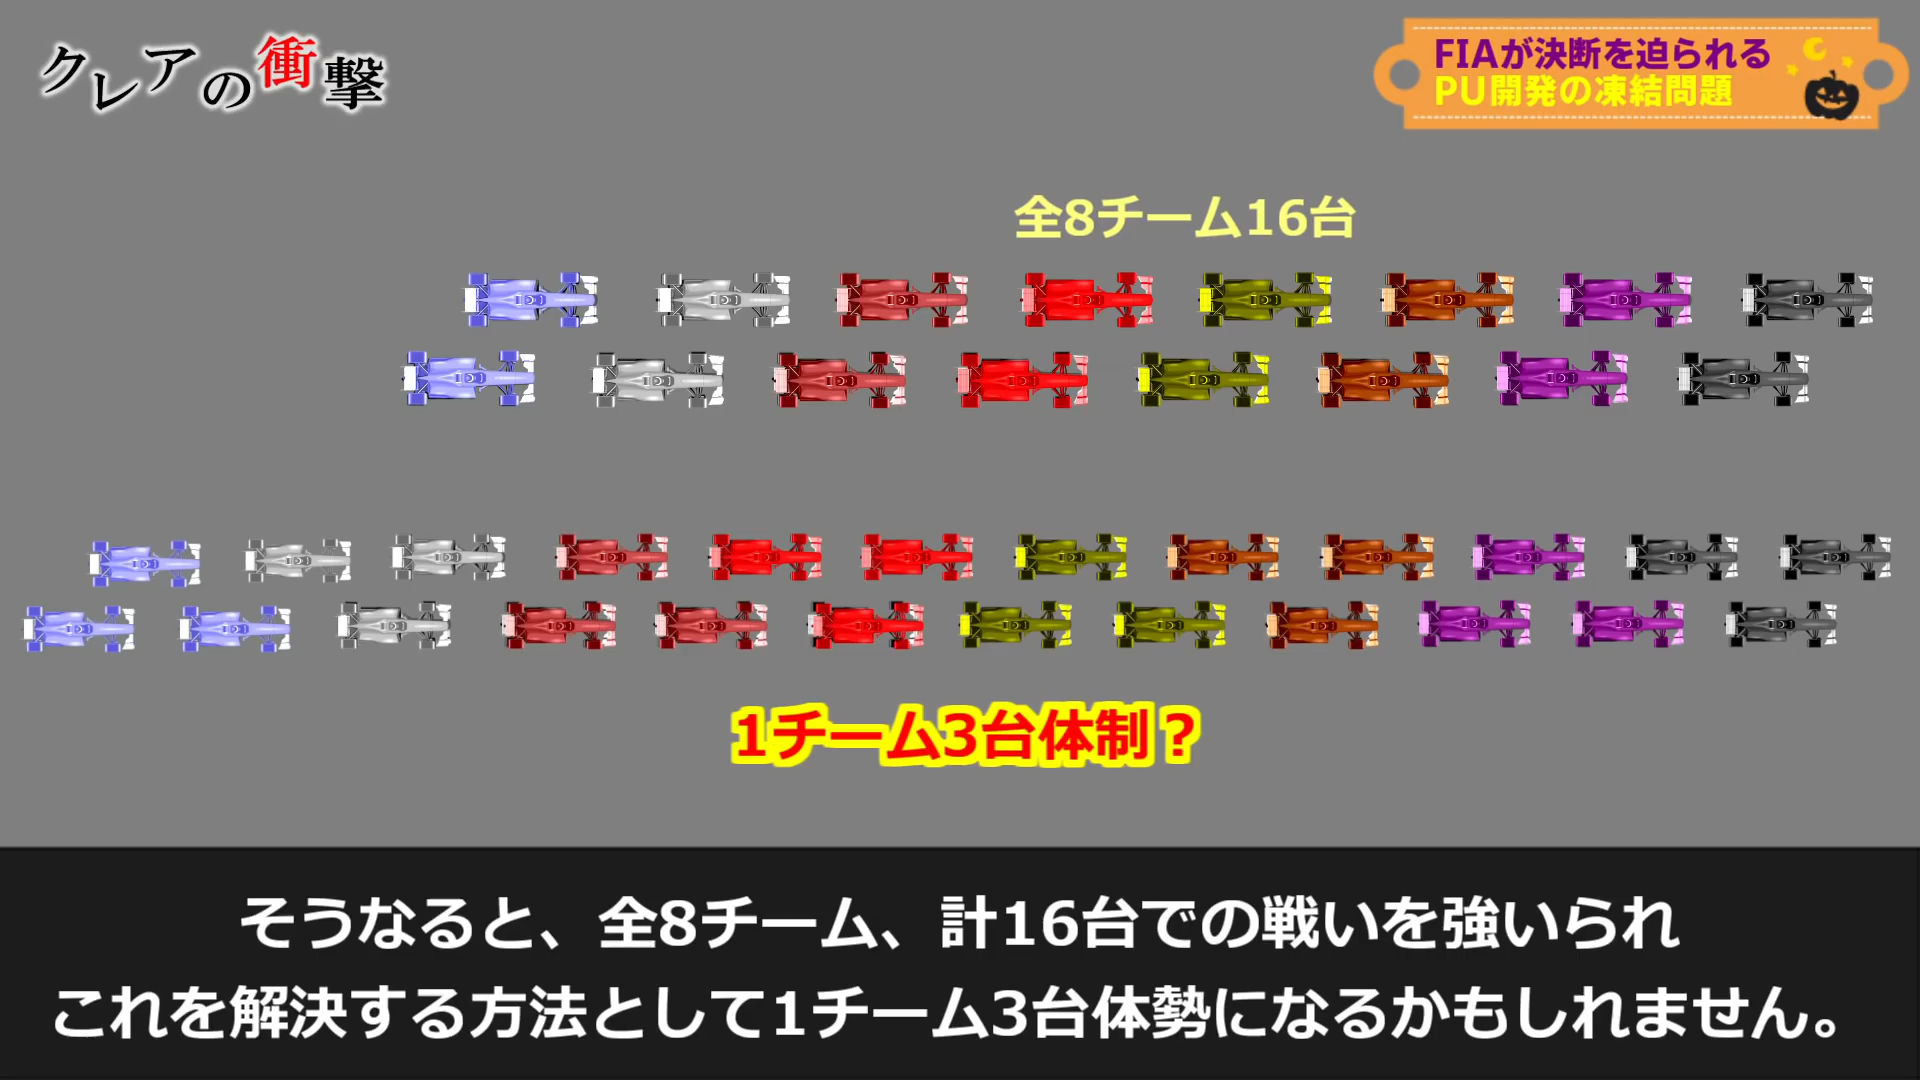 クレアの衝撃
FIAが決断を迫られる
PU開発の凍結問題
全8チーム16台
1チーム3台体制？
そうなると、全8チーム、計16台での戦いを強いられ
これを解決する方法として1チーム3台体勢になるかもしれません。